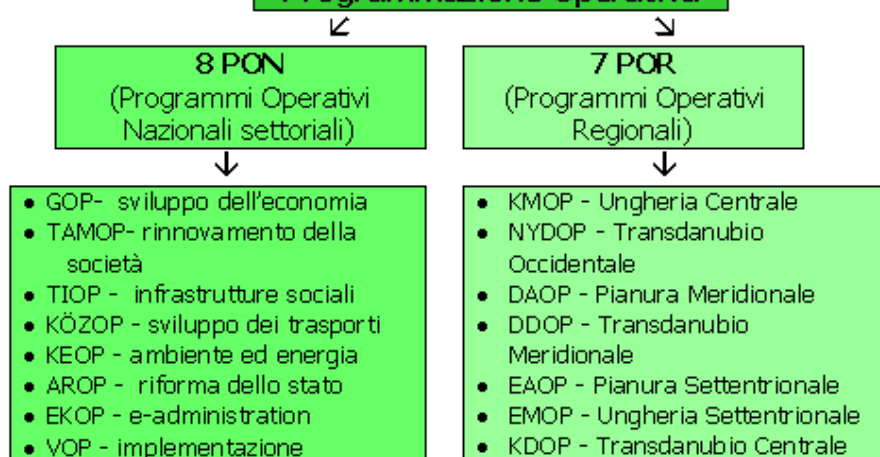 Programmazione Operativa
8 PON
(Programmi Operativi
Nazionali settoriali)
7 POR
(Programmi Operativi
Regionali)
• GOP- sviluppo dell'economia
• TAMOP- rinnovamento della
società
• TIOP - infrastrutture sociali
• KÖZOP - sviluppo dei trasporti
• KEOP - ambiente ed energia
• AROP - riforma dello stato
• EKOP - e-administration
• VOP - implementazione
• KMOP - Ungheria Centrale
• NYDOP - Transdanubio
Occidentale
• DAOP - Pianura Meridionale
• DDOP - Transdanubio
Meridionale
• EAOP - Pianura Settentrionale
• EMOP - Ungheria Settentrionale
• KDOP - Transdanubio Centrale